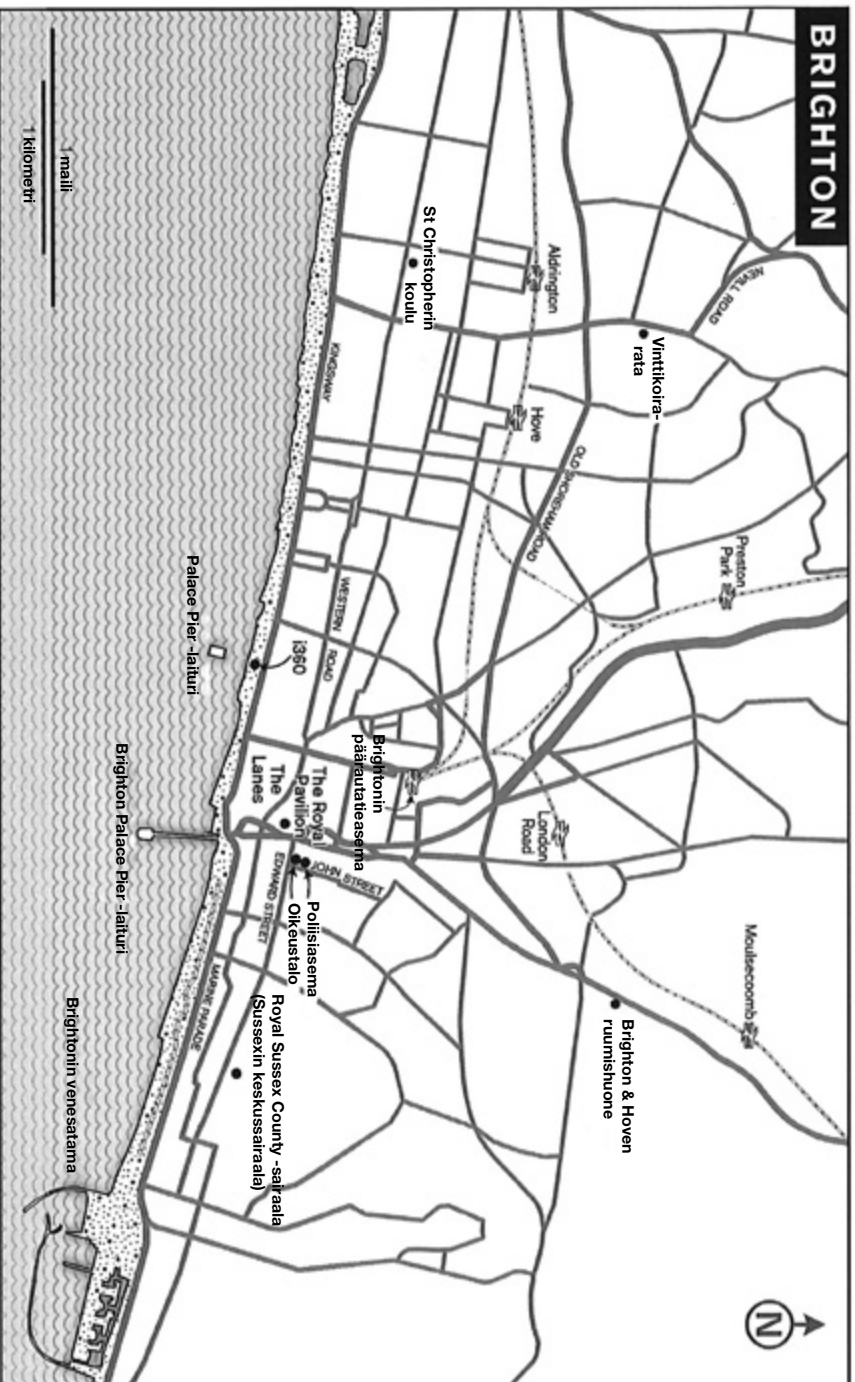 BRIGHTON
NEVILL ROAD
Vinttikoira-
rata
Aldrington
St Christopherin
koulu
Hove
OLD SHOREHAM ROAD
KINGSWAY
Preston
Park
WESTERN
ROAD
i360
Palace Pier -laituri
Brightonin
päärautatieasema
London
Road
The
Lanes
The Royal
Pavilion
JOHN STREET
EDWARD STREET
Poliisiasema
Oikeustalo
Moulsecoomb
Brighton & Hoven
ruumishuone
Royal Sussex County -sairaala
(Sussexin keskussairaala)
MARINE PARADE
Brighton Palace Pier -laituri
Brightonin venesatama
1 maili
1 kilometri
N